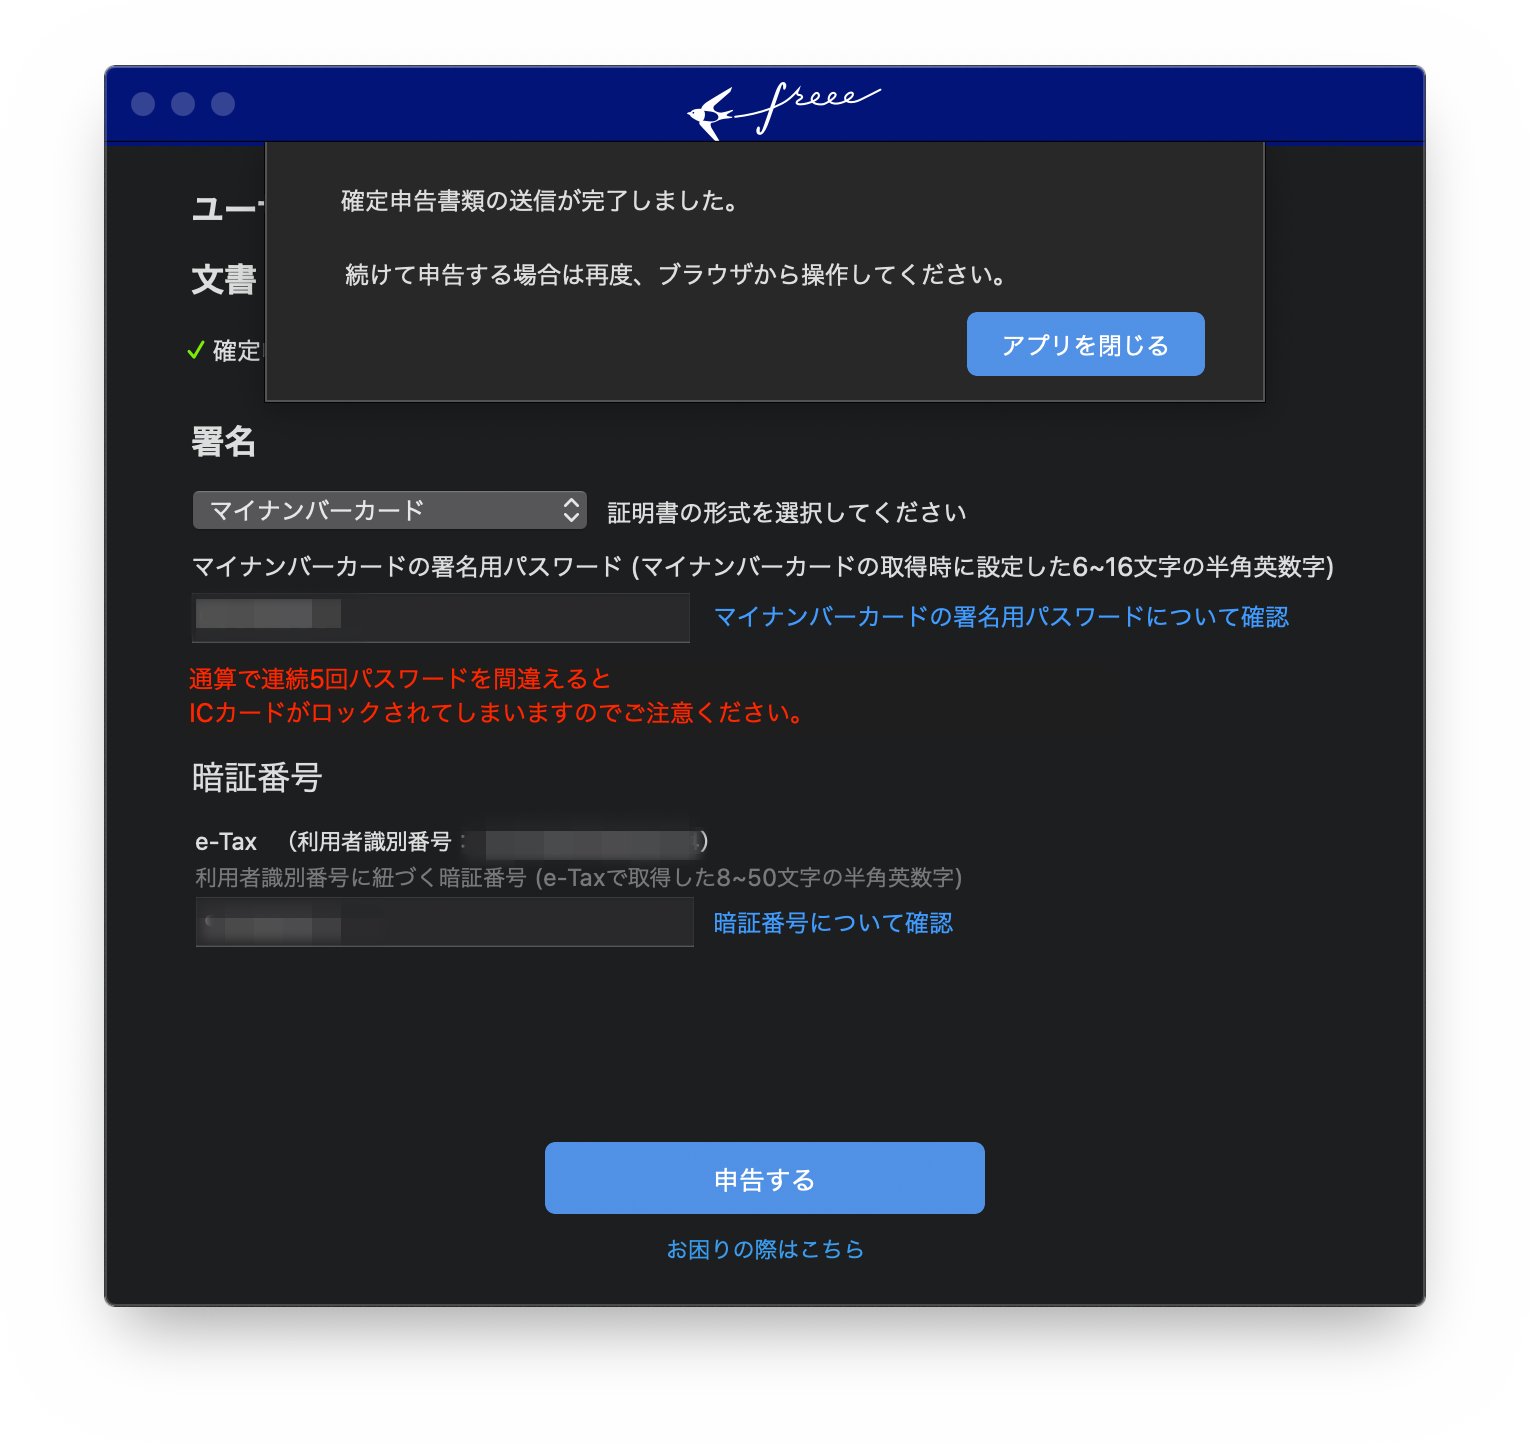 freee
確定申告書類の送信が完了しました。
続けて申告する場合は再度、ブラウザから操作してください。
アプリを閉じる
ユー
文書
✓ 確定
署名
マイナンバーカード 証明書の形式を選択してください
マイナンバーカードの署名用パスワード (マイナンバーカードの取得時に設定した6~16文字の半角英数字)
マイナンバーカードの署名用パスワードについて確認
通算で連続5回パスワードを間違えると
ICカードがロックされてしまいますのでご注意ください。
暗証番号
e-Tax （利用者識別番号 : )
利用者識別番号に紐づく暗証番号 (e-Taxで取得した8~50文字の半角英数字)
暗証番号について確認
申告する
お困りの際はこちら